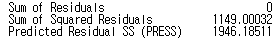 Sum of Residuals 0
Sum of Squared Residuals 1149.00032
Predicted Residual SS (PRESS) 1946.18511